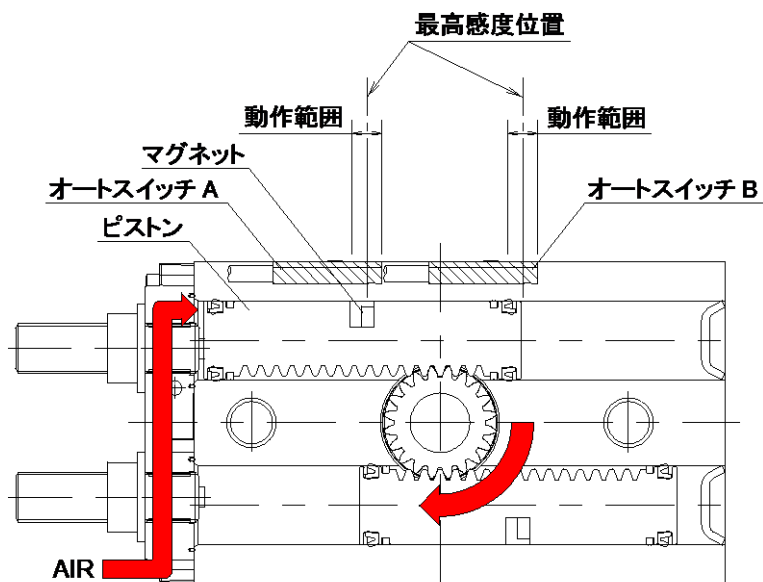 最高感度位置
動作範囲
動作範囲
マグネット
オートスイッチ A
オートスイッチ B
ピストン
AIR